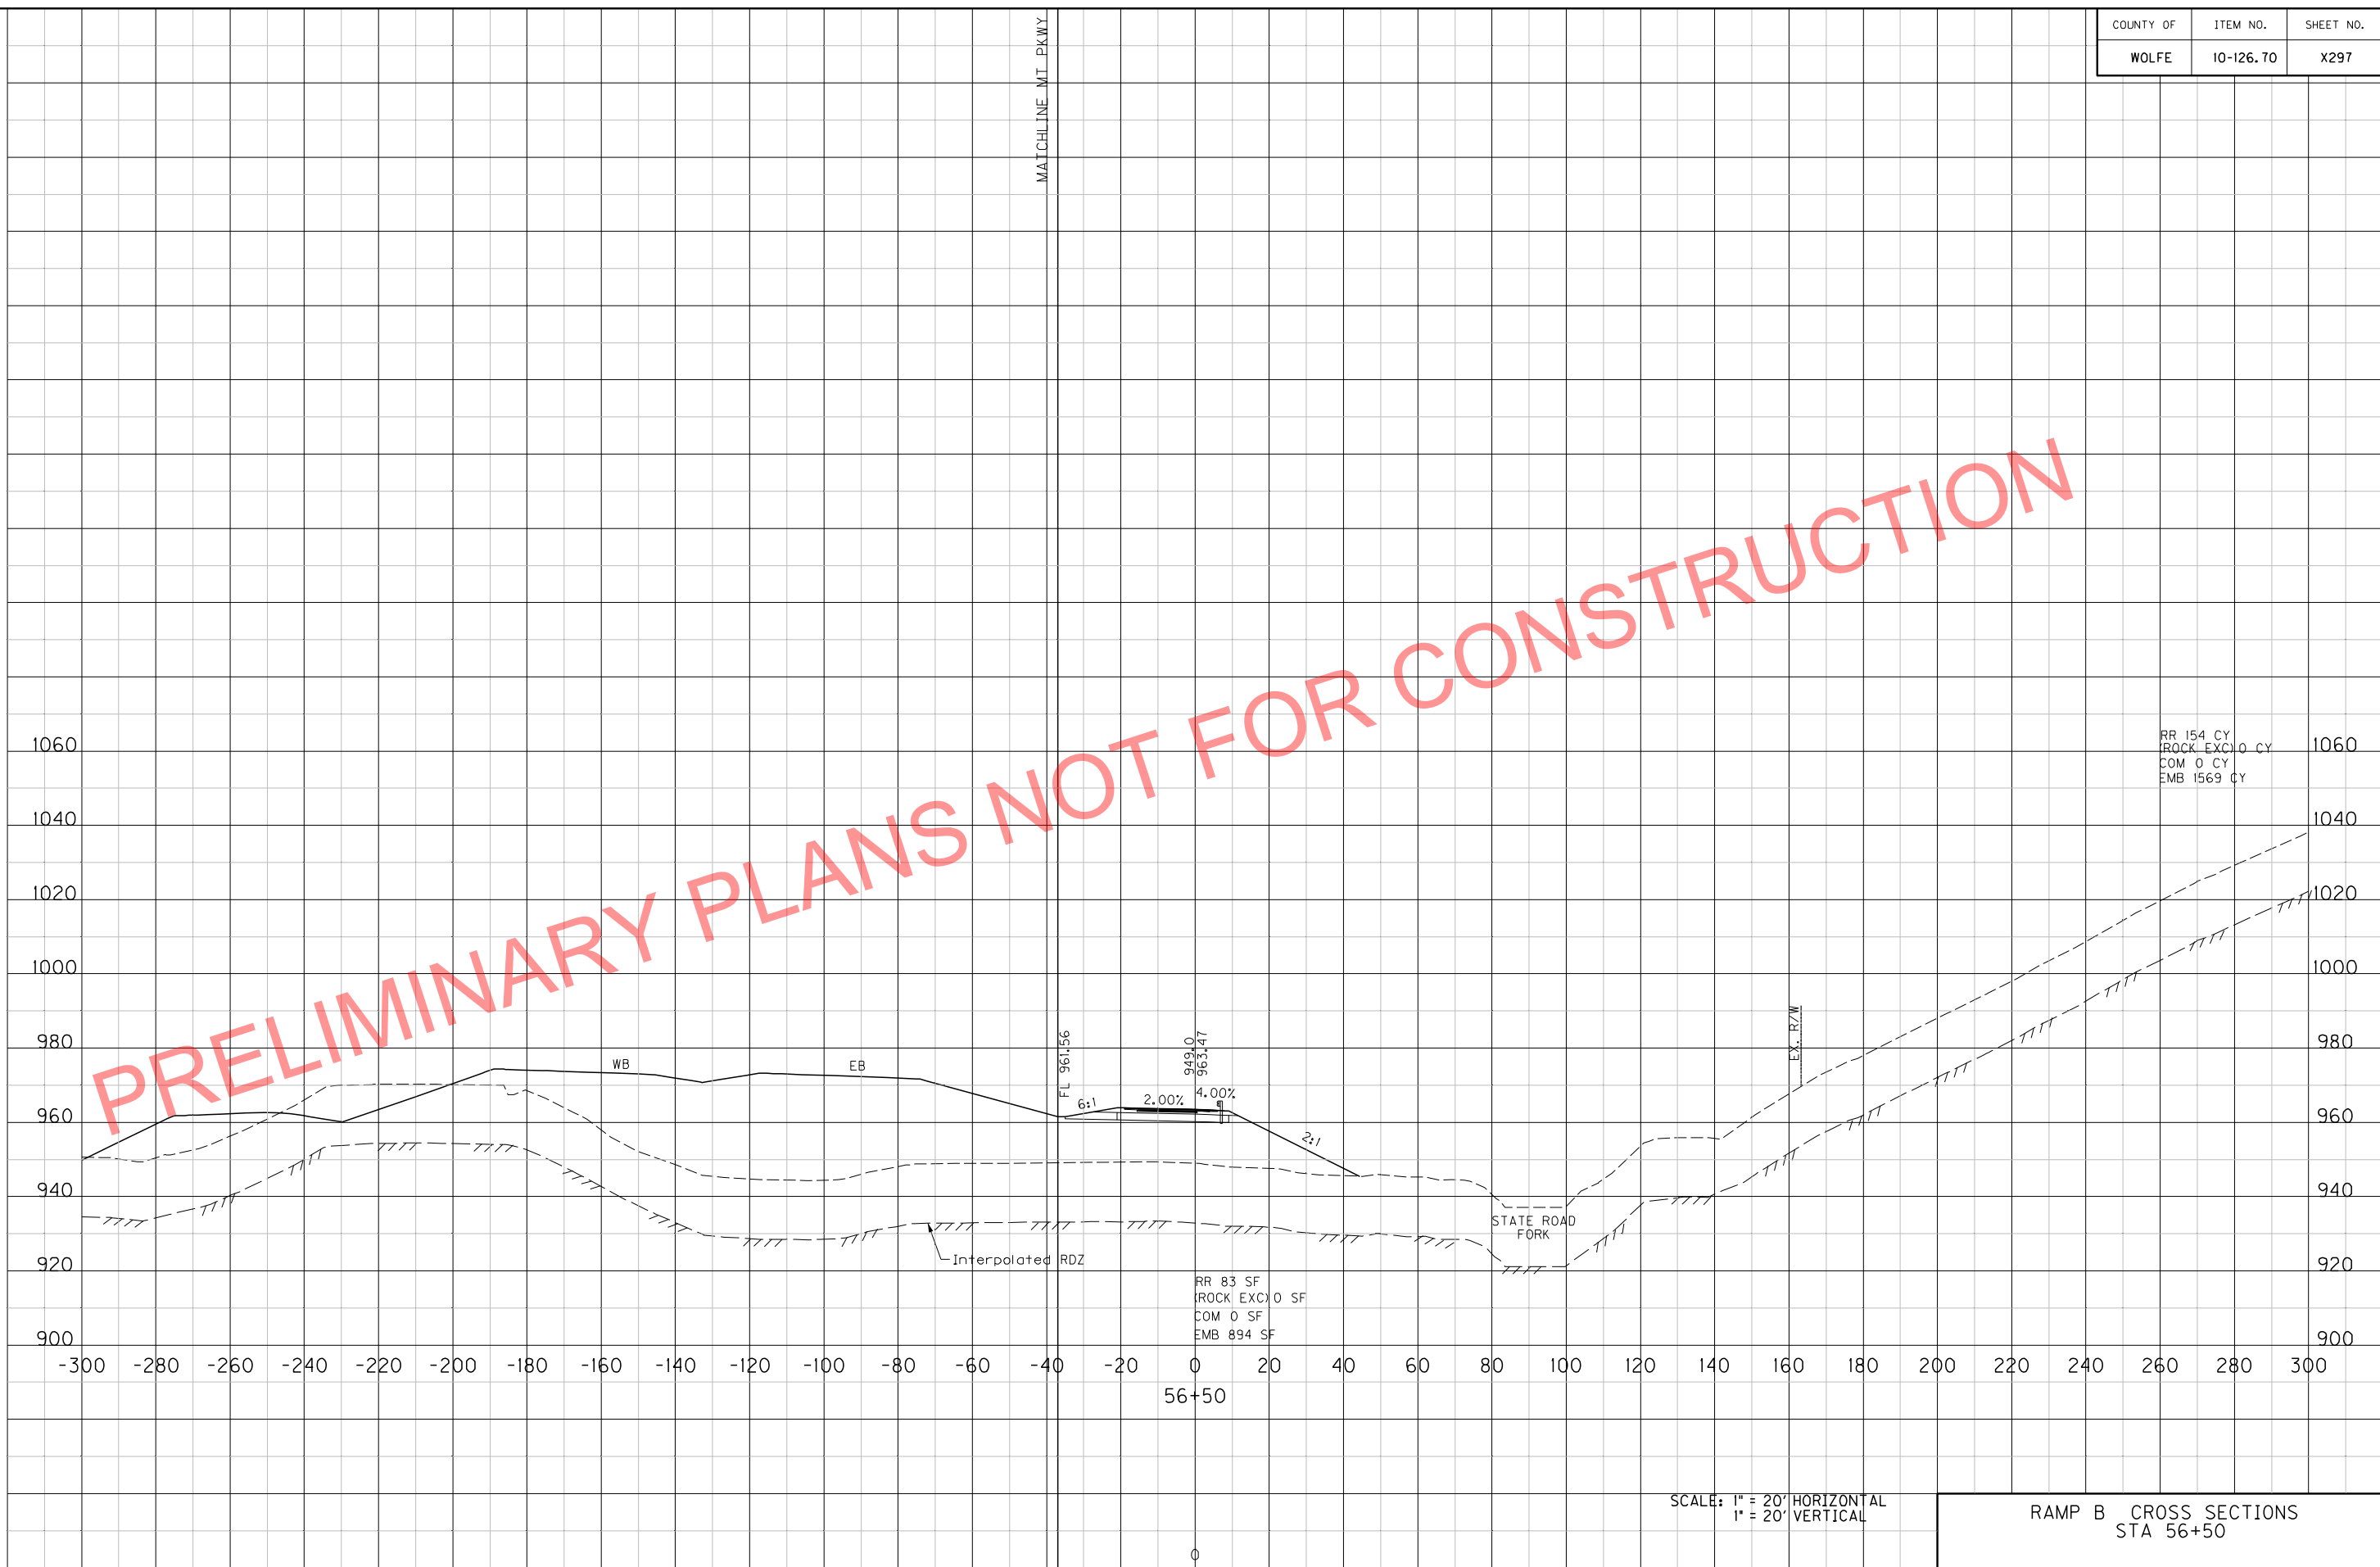 COUNTY OF ITEM NO. SHEET NO.
WOLFE 10-126.70 X297
MATCHLINE MT PKWY
PRELIMINARY PLANS NOT FOR CONSTRUCTION
RR 154 CY
(ROCK EXC) 0 CY
COM 0 CY
EMB 1569 CY
1060 1060
1040 1040
1020 1020
1000 1000
980 980
960 960
940 940
920 920
900 900
WB
EB
FL 961.56
949.0
963.47
6:1
2.00%
4.00%
2:1
EX. R/W
STATE ROAD
FORK
Interpolated RDZ
RR 83 SF
(ROCK EXC) 0 SF
COM 0 SF
EMB 894 SF
-300 -280 -260 -240 -220 -200 -180 -160 -140 -120 -100 -80 -60 -40 -20 0 20 40 60 80 100 120 140 160 180 200 220 240 260 280 300
56+50
SCALE: 1" = 20' HORIZONTAL
1" = 20' VERTICAL
RAMP B CROSS SECTIONS
STA 56+50
0